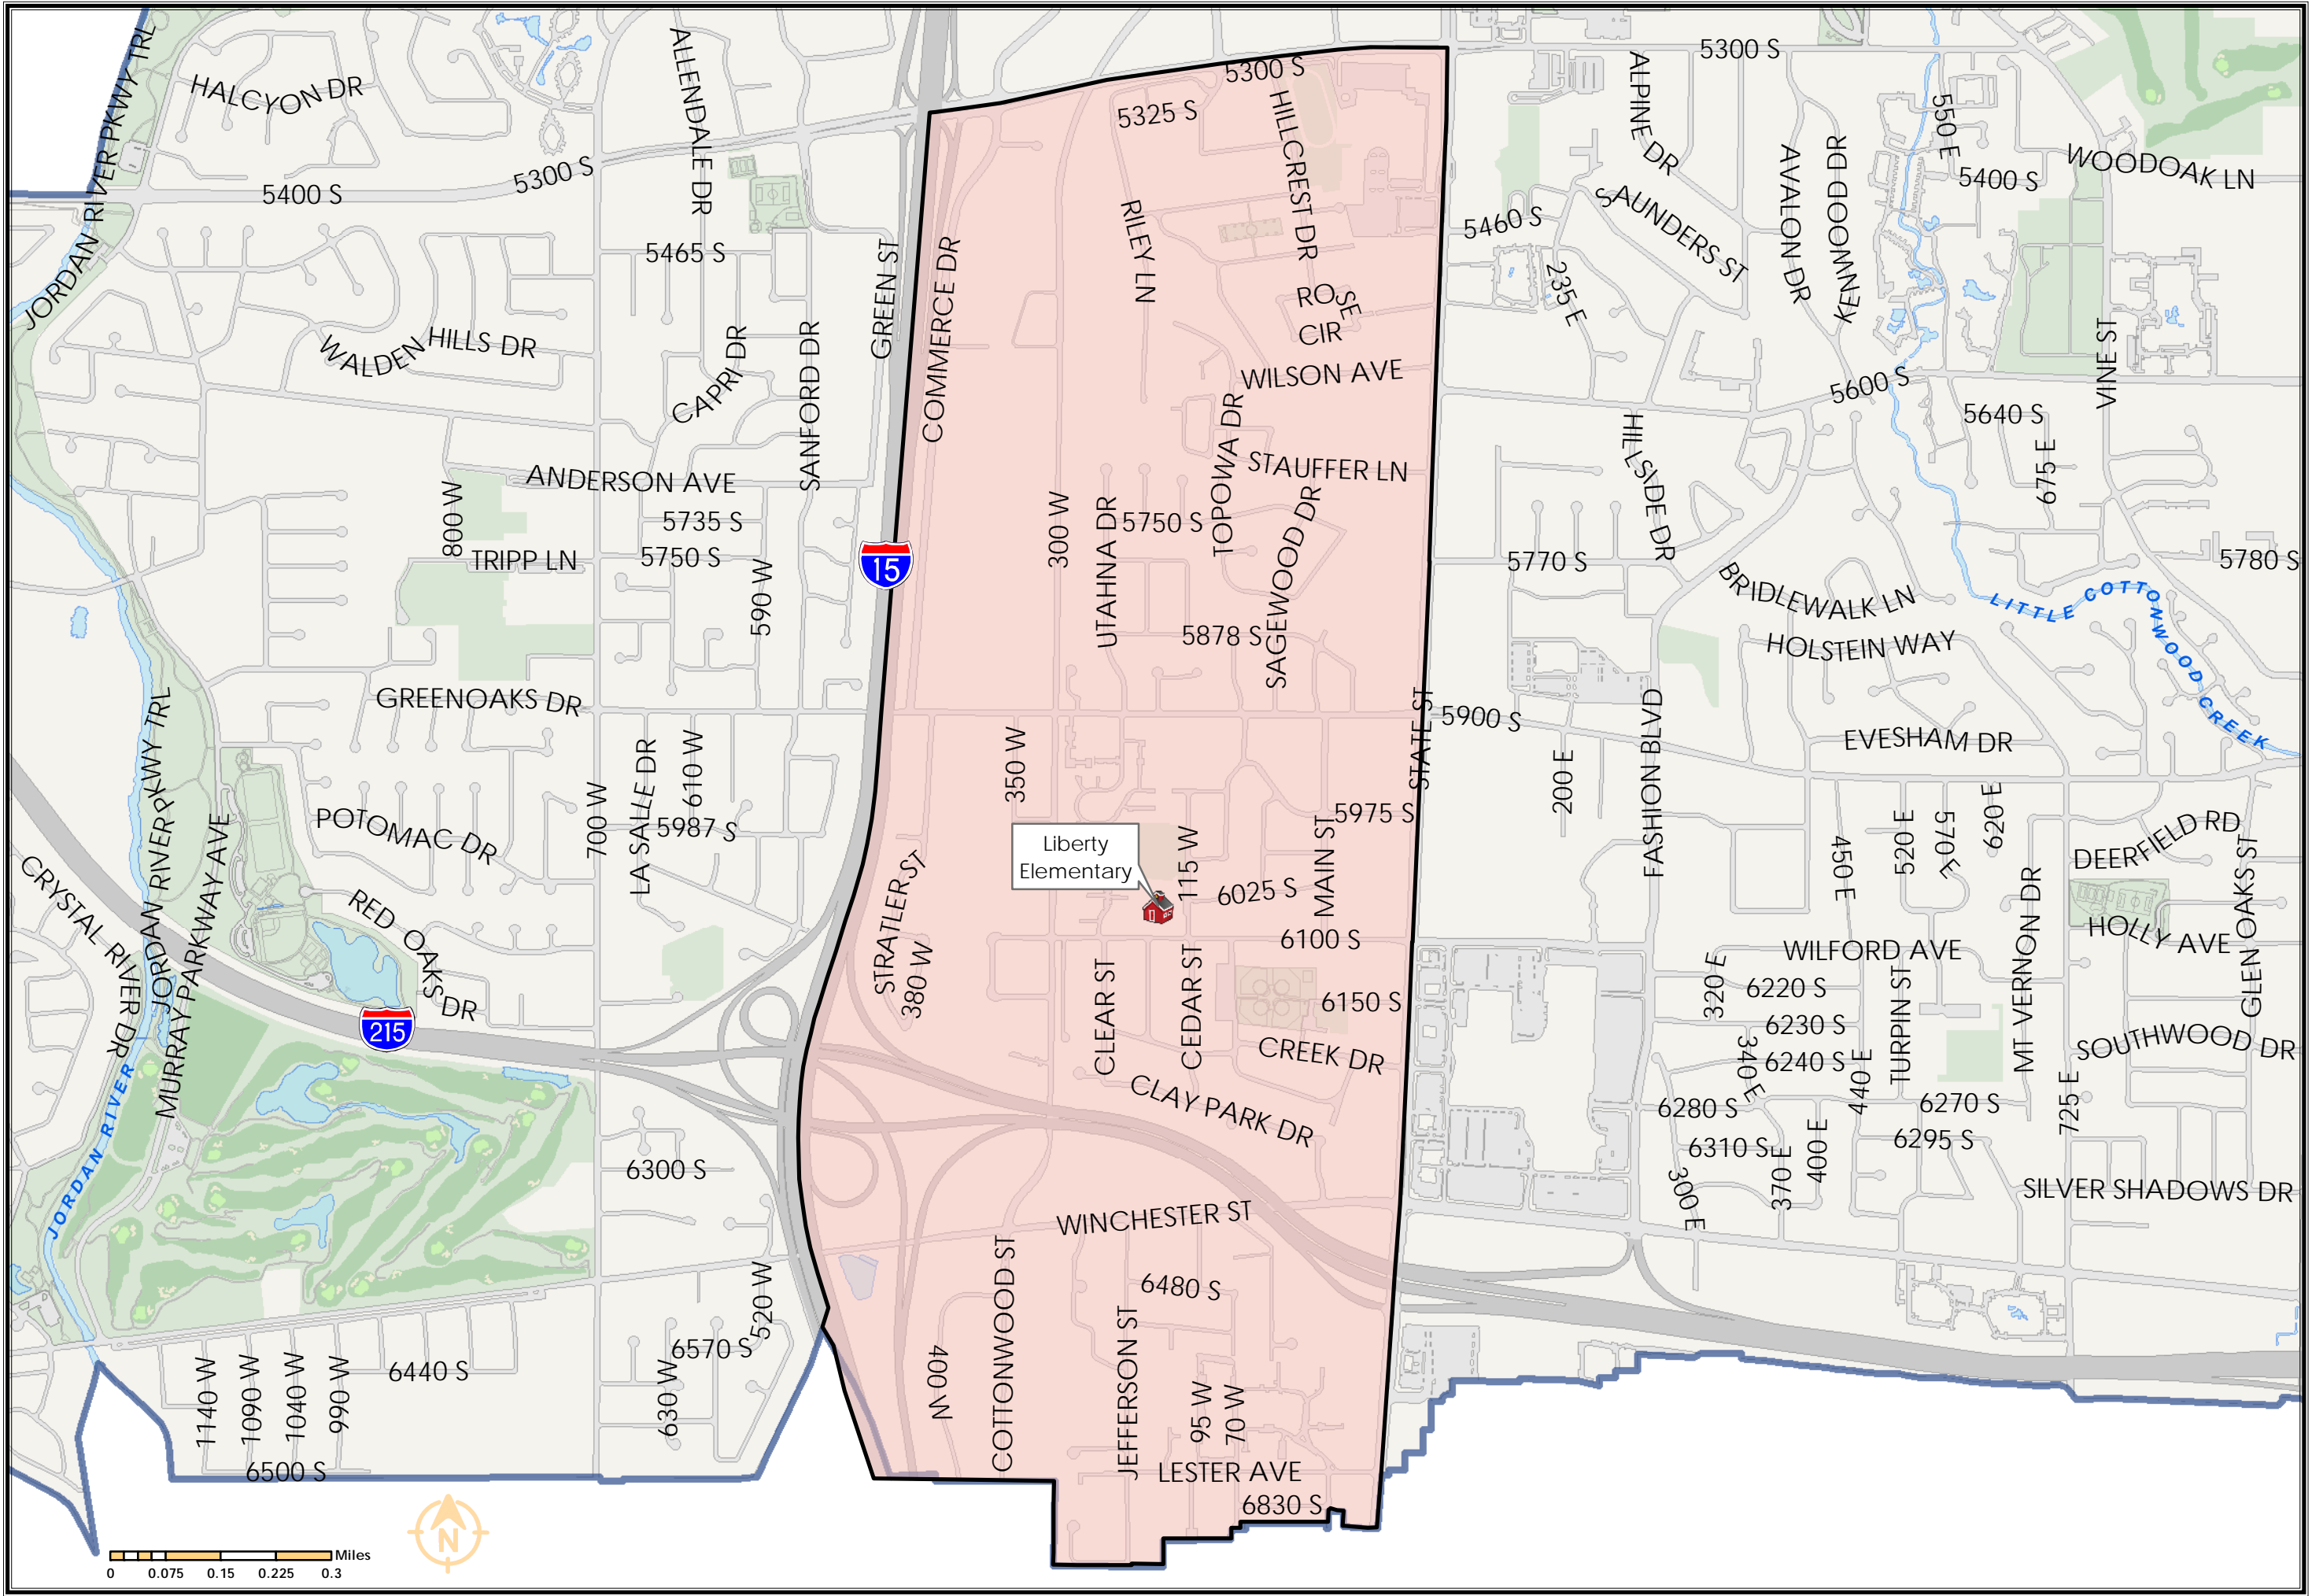 JORDAN RIVER PKWY TRL
HALCYON DR
ALLENDALE DR
5300 S
5300 S
5325 S
HILLCREST DR
ALPINE DR
550 E
5400 S
5300 S
5400 S
WOODOAK LN
AVALON DR
KENWOOD DR
SAUNDERS ST
5460 S
235 E
5465 S
GREEN ST
COMMERCE DR
RILEY LN
RO
SE
CIR
WALDEN
HILLS DR
CAPRI DR
SANFORD DR
WILSON AVE
5600 S
VINE ST
5640 S
675 E
TOPOWA DR
STAUFFER LN
HILLSIDE DR
ANDERSON AVE
800 W
5735 S
5750 S
TRIPP LN
590 W
15
300 W
UTAHNA DR
5750 S
SAGEWOOD DR
5878 S
5770 S
5780 S
BRIDLEWALK LN
HOLSTEIN WAY
LITTLE COTTONWOOD CREEK
GREENOAKS DR
JORDAN RIVER PKWY TRL
STATE ST
5900 S
EVESHAM DR
FASHION BLVD
200 E
700 W
LA SALLE DR
610 W
5987 S
350 W
5975 S
MAIN ST
POTOMAC DR
MURRAY PARKWAY AVE
Liberty
Elementary
115 W
6025 S
6100 S
450 E
520 E
570 E
620 E
MT VERNON DR
DEERFIELD RD
GLEN OAKS ST
HOLLY AVE
CRYSTAL RIVER DR
RED OAKS DR
STRATLER ST
380 W
CLEAR ST
CEDAR ST
6150 S
CREEK DR
CLAY PARK DR
WILFORD AVE
320 E
6220 S
6230 S
6240 S
TURPIN ST
SOUTHWOOD DR
215
340 E
440 E
6280 S
6270 S
725 E
6310 S
370 E
400 E
6295 S
300 E
SILVER SHADOWS DR
JORDAN RIVER
6300 S
WINCHESTER ST
6480 S
COTTONWOOD ST
JEFFERSON ST
400 W
95 W
70 W
520 W
6570 S
630 W
6440 S
1140 W
1090 W
1040 W
990 W
6500 S
LESTER AVE
6830 S
N
Miles
0 0.075 0.15 0.225 0.3